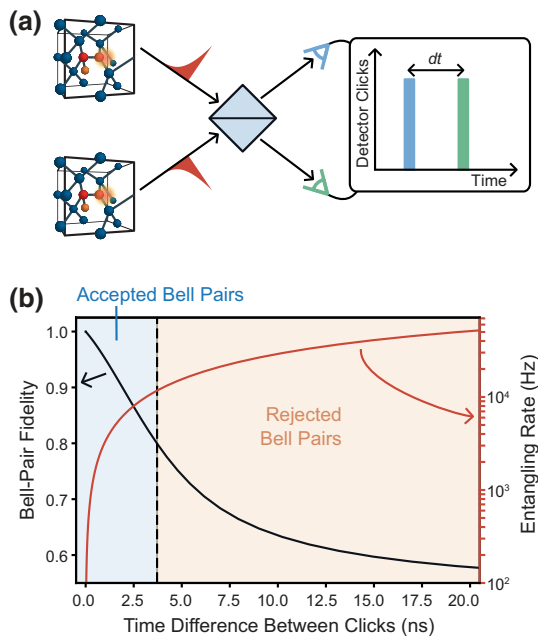 (a)
Detector Clicks
dt
Time
(b)
Accepted Bell Pairs
Bell-Pair Fidelity
1.0
0.9
0.8
0.7
0.6
Rejected
Bell Pairs
10⁴
10³
10²
Entangling Rate (Hz)
0.0 2.5 5.0 7.5 10.0 12.5 15.0 17.5 20.0
Time Difference Between Clicks (ns)